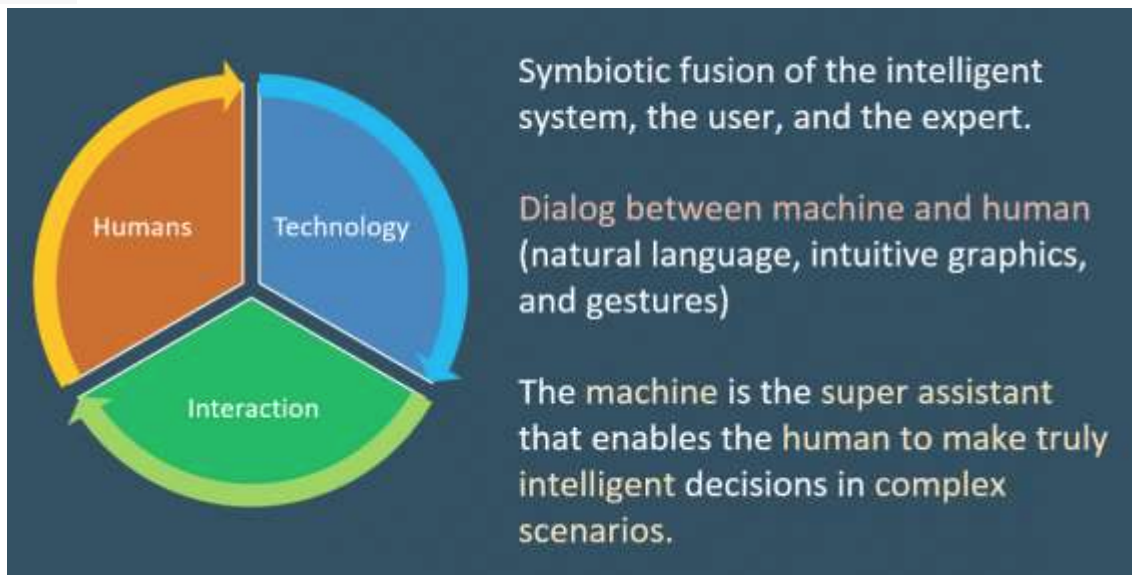 Humans
Technology
Interaction
Symbiotic fusion of the intelligent
system, the user, and the expert.
Dialog between machine and human
(natural language, intuitive graphics,
and gestures)
The machine is the super assistant
that enables the human to make truly
intelligent decisions in complex
scenarios.